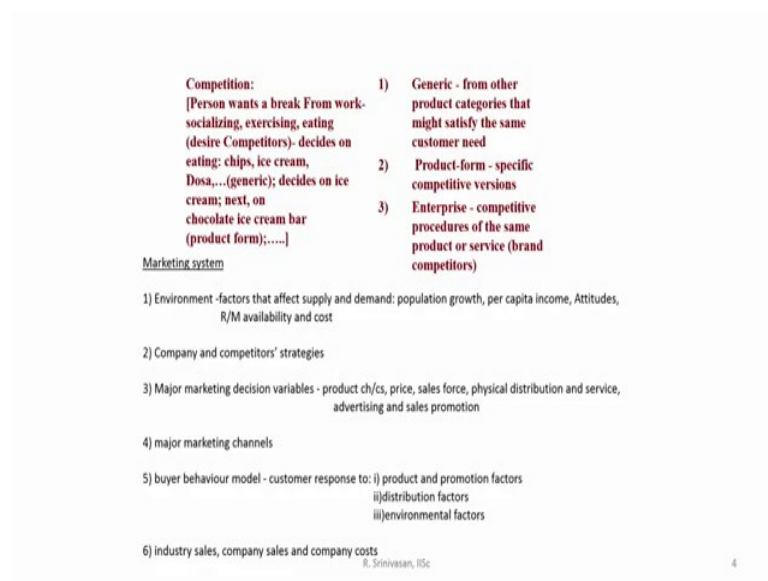 Competition:
[Person wants a break From work-
socializing, exercising, eating
(desire Competitors)- decides on
eating: chips, ice cream,
Dosa,...(generic); decides on ice
cream; next, on
chocolate ice cream bar
(product form);.....]
1) Generic - from other
product categories that
might satisfy the same
customer need
2) Product-form - specific
competitive versions
3) Enterprise - competitive
procedures of the same
product or service (brand
competitors)
Marketing system
1) Environment -factors that affect supply and demand: population growth, per capita income, Attitudes,
R/M availability and cost
2) Company and competitors' strategies
3) Major marketing decision variables - product ch/cs, price, sales force, physical distribution and service,
advertising and sales promotion
4) major marketing channels
5) buyer behaviour model - customer response to: i) product and promotion factors
ii)distribution factors
iii)environmental factors
6) industry sales, company sales and company costs
R. Srinivasan, IISc
4